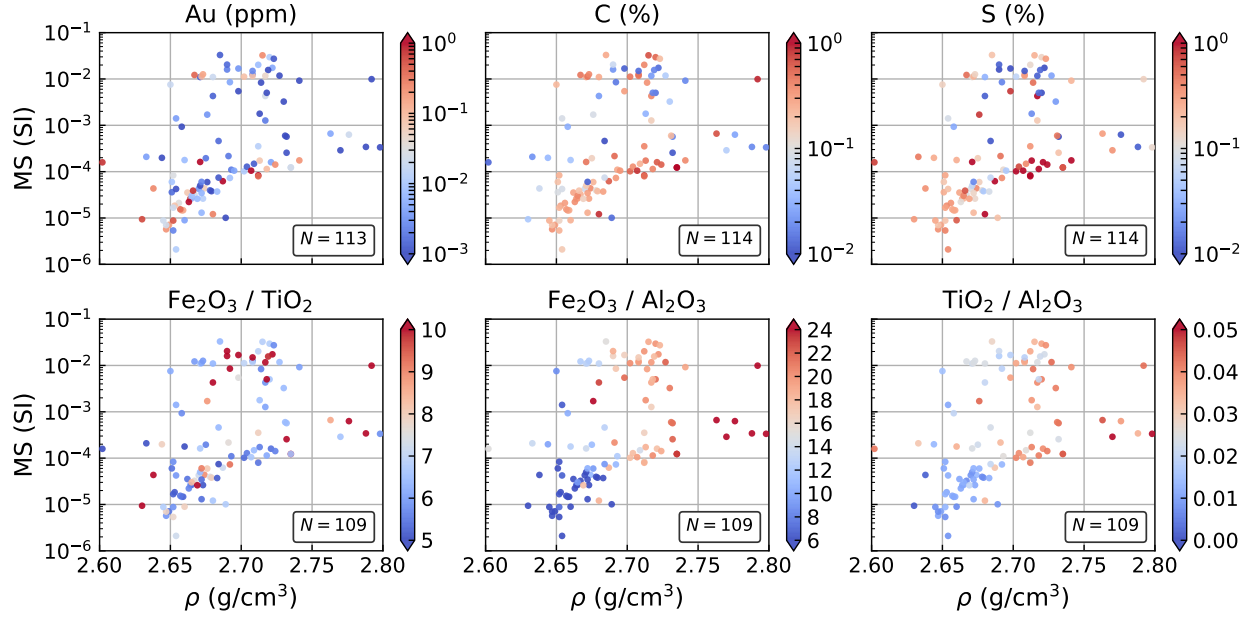 Au (ppm) C (%) S (%)
10⁻¹ 10⁰ 10⁰ 10⁰
10⁻²
10⁻³ 10⁻¹ 10⁻¹ 10⁻¹
MS (SI)
10⁻⁴
10⁻² 
10⁻⁵
N = 113 N = 114 N = 114
10⁻⁶ 10⁻³ 10⁻² 10⁻²
Fe₂O₃ / TiO₂ Fe₂O₃ / Al₂O₃ TiO₂ / Al₂O₃
10⁻¹ 10 24 0.05
22
10⁻² 9 20 0.04
18
10⁻³ 8 16 0.03
MS (SI)
14
10⁻⁴ 7 12 0.02
10
10⁻⁵ 6 8 0.01
N = 109 N = 109 N = 109
10⁻⁶ 5 6 0.00
2.60 2.65 2.70 2.75 2.80 2.60 2.65 2.70 2.75 2.80 2.60 2.65 2.70 2.75 2.80
ρ (g/cm³) ρ (g/cm³) ρ (g/cm³)